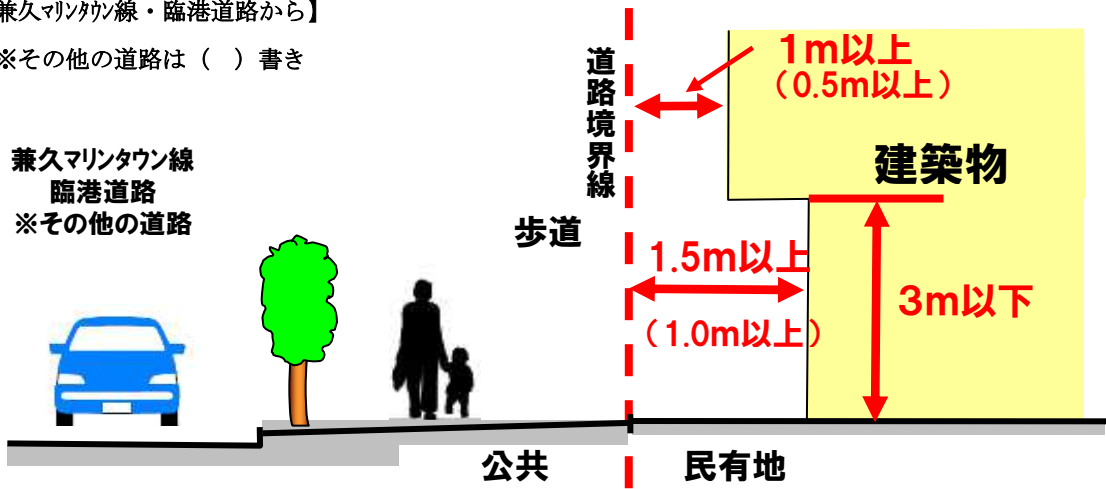 兼久マリンタウン線・臨港道路から】
※その他の道路は（　）書き
道路境界線
1m以上
（0.5m以上）
建築物
兼久マリンタウン線
臨港道路
※その他の道路
歩道
1.5m以上
（1.0m以上）
3m以下
公共
民有地